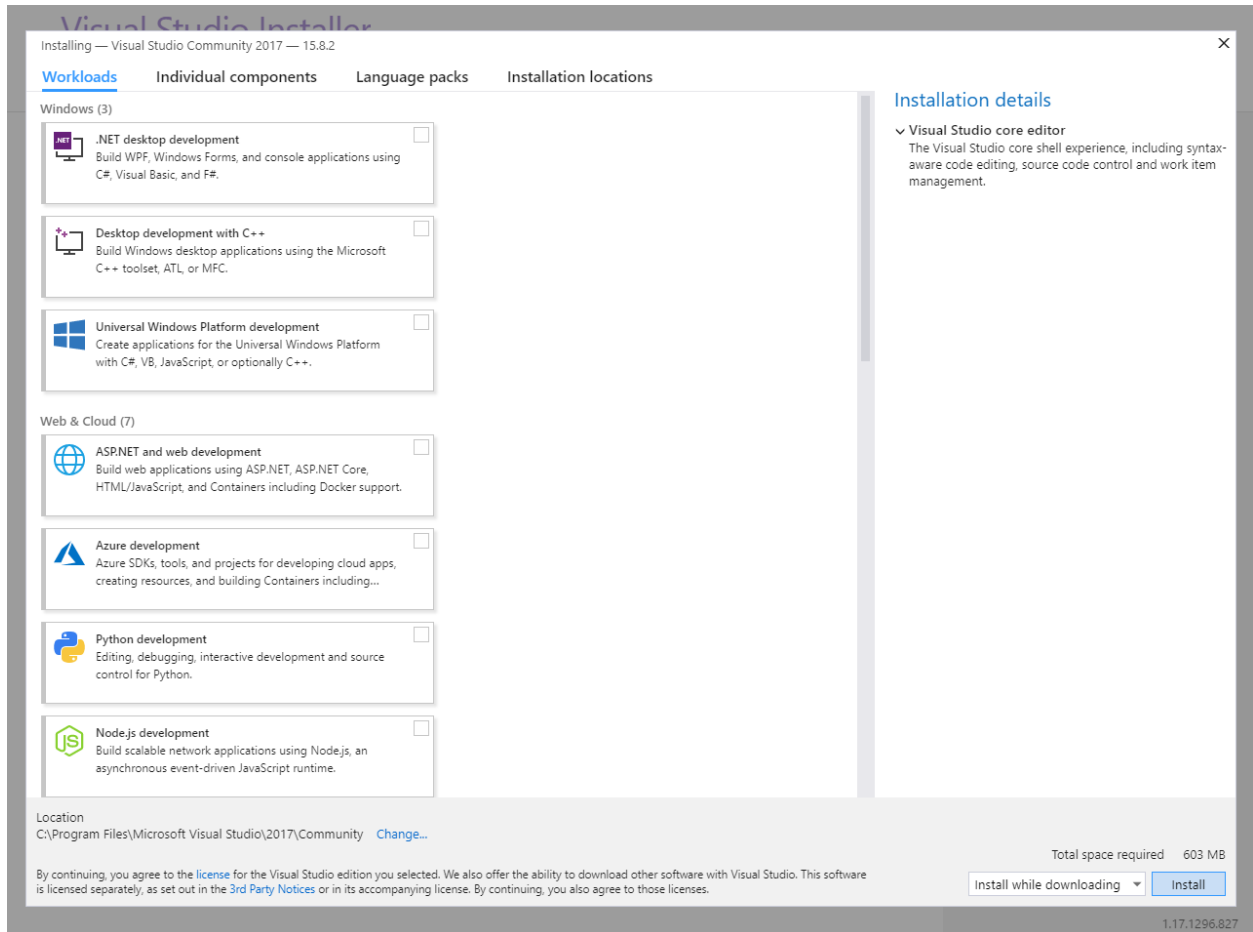 Visual Studio Installer
Installing — Visual Studio Community 2017 — 15.8.2
Workloads
Individual components
Language packs
Installation locations
Windows (3)
.NET
.NET desktop development
Build WPF, Windows Forms, and console applications using
C#, Visual Basic, and F#.
Desktop development with C++
Build Windows desktop applications using the Microsoft
C++ toolset, ATL, or MFC.
Universal Windows Platform development
Create applications for the Universal Windows Platform
with C#, VB, JavaScript, or optionally C++.
Web & Cloud (7)
ASP.NET and web development
Build web applications using ASP.NET, ASP.NET Core,
HTML/JavaScript, and Containers including Docker support.
Azure development
Azure SDKs, tools, and projects for developing cloud apps,
creating resources, and building Containers including...
Python development
Editing, debugging, interactive development and source
control for Python.
JS
Node.js development
Build scalable network applications using Node.js, an
asynchronous event-driven JavaScript runtime.
Installation details
Visual Studio core editor
The Visual Studio core shell experience, including syntax-
aware code editing, source code control and work item
management.
Location
C:\Program Files\Microsoft Visual Studio\2017\Community Change...
By continuing, you agree to the license for the Visual Studio edition you selected. We also offer the ability to download other software with Visual Studio. This software
is licensed separately, as set out in the 3rd Party Notices or in its accompanying license. By continuing, you also agree to those licenses.
Total space required 603 MB
Install while downloading
Install
1.17.1296.827